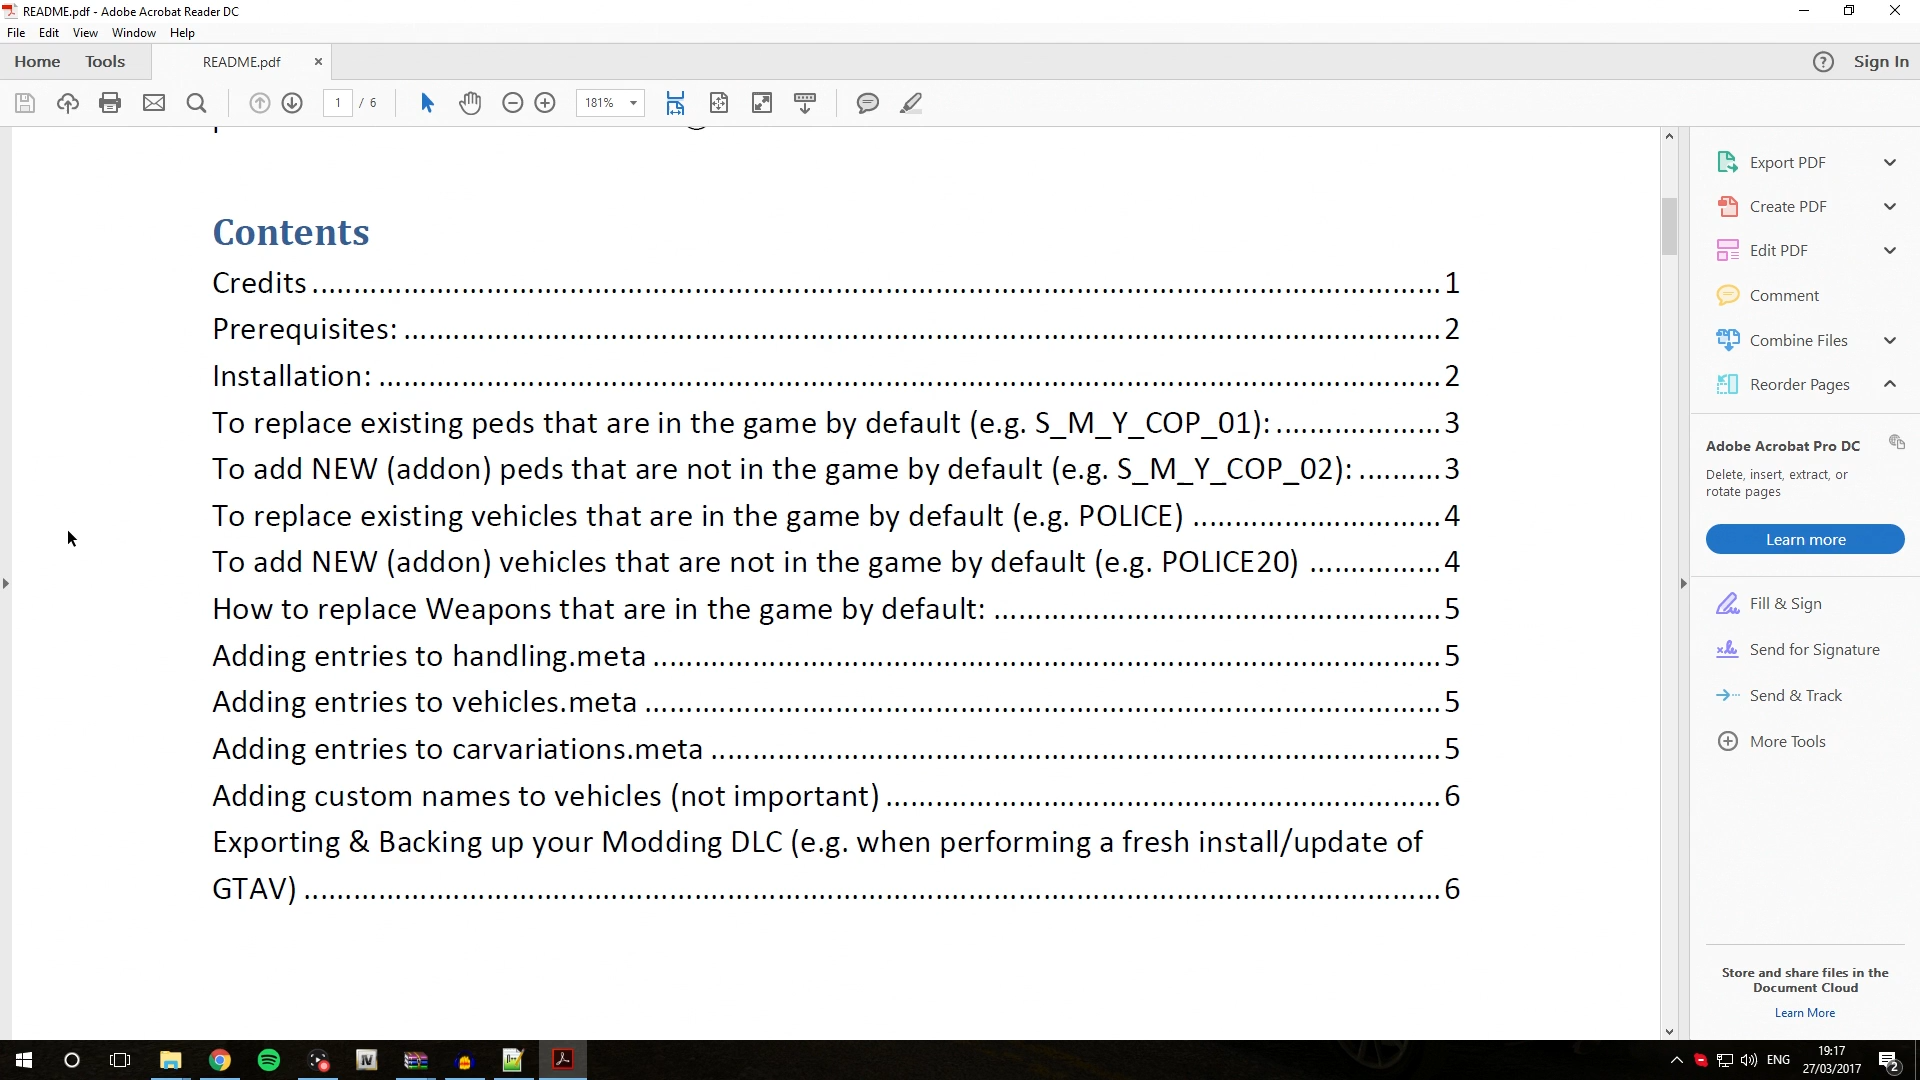 README.pdf - Adobe Acrobat Reader DC
File Edit View Window Help
Home Tools README.pdf Sign In
1 / 6 181%
Contents
Credits ........ 1
Prerequisites: ........ 2
Installation: ........ 2
To replace existing peds that are in the game by default (e.g. S_M_Y_COP_01): ........ 3
To add NEW (addon) peds that are not in the game by default (e.g. S_M_Y_COP_02): ........ 3
To replace existing vehicles that are in the game by default (e.g. POLICE) ........ 4
To add NEW (addon) vehicles that are not in the game by default (e.g. POLICE20) ........ 4
How to replace Weapons that are in the game by default: ........ 5
Adding entries to handling.meta ........ 5
Adding entries to vehicles.meta ........ 5
Adding entries to carvariations.meta ........ 5
Adding custom names to vehicles (not important) ........ 6
Exporting & Backing up your Modding DLC (e.g. when performing a fresh install/update of
GTAV) ........ 6
Export PDF
Create PDF
Edit PDF
Comment
Combine Files
Reorder Pages
Adobe Acrobat Pro DC
Delete, insert, extract, or
rotate pages
Learn more
Fill & Sign
Send for Signature
Send & Track
More Tools
Store and share files in the
Document Cloud
Learn More
IV
ENG
19:17
27/03/2017
2